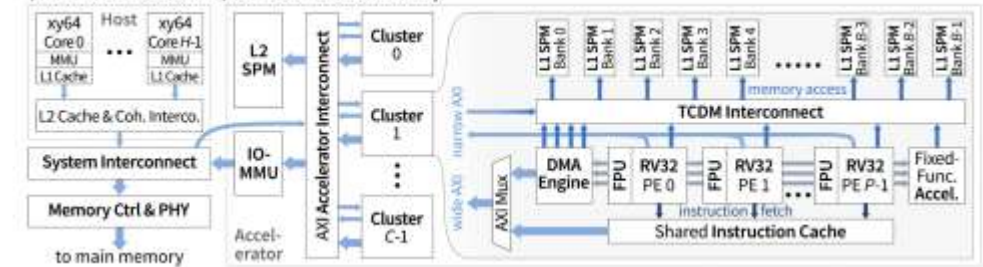 xy64
Core 0
MMU
L1 Cache
Host
xy64
Core H-1
MMU
L1 Cache
L2 Cache & Coh. Interco.
System Interconnect
Memory Ctrl & PHY
to main memory
L2
SPM
IO-
MMU
Accel-
erator
AXI Accelerator Interconnect
Cluster
0
Cluster
1
Cluster
C-1
narrow AXI
wide AXI
L1 SPM
Bank 0
L1 SPM
Bank 1
L1 SPM
Bank 2
L1 SPM
Bank 3
L1 SPM
Bank 4
L1 SPM
Bank B-3
L1 SPM
Bank B-2
L1 SPM
Bank B-1
memory access
TCDM Interconnect
AXI Mux
DMA
Engine
FPU
RV32
PE 0
FPU
RV32
PE 1
FPU
RV32
PE P-1
Fixed-
Func.
Accel.
instruction fetch
Shared Instruction Cache